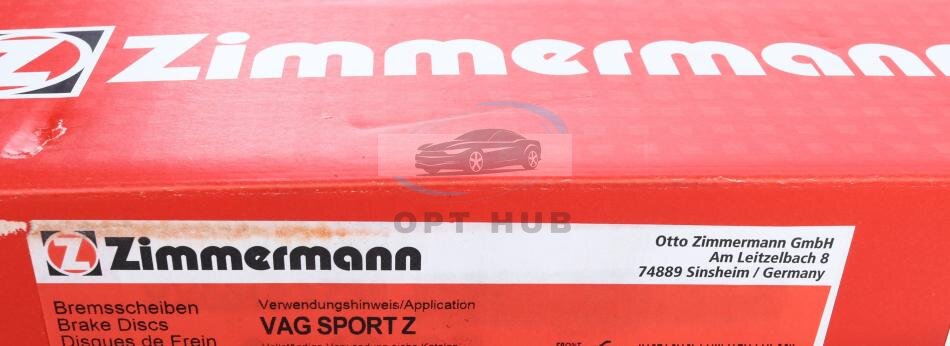 Z Zimmermann
OPT HUB
Z Zimmermann
Otto Zimmermann GmbH
Am Leitzelbach 8
74889 Sinsheim / Germany
Bremsscheiben
Brake Discs
Disques de Frein
Verwendungshinweis/Application
VAG SPORT Z
FRONT